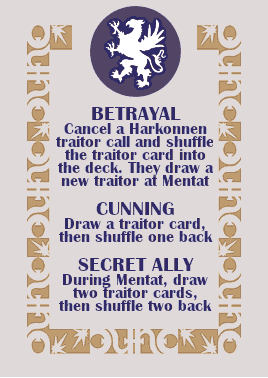 BETRAYAL
Cancel a Harkonnen
traitor call and shuffle
the traitor card into
the deck. They draw a
new traitor at Mentat
CUNNING
Draw a traitor card,
then shuffle one back
SECRET ALLY
During Mentat, draw
two traitor cards,
then shuffle two back